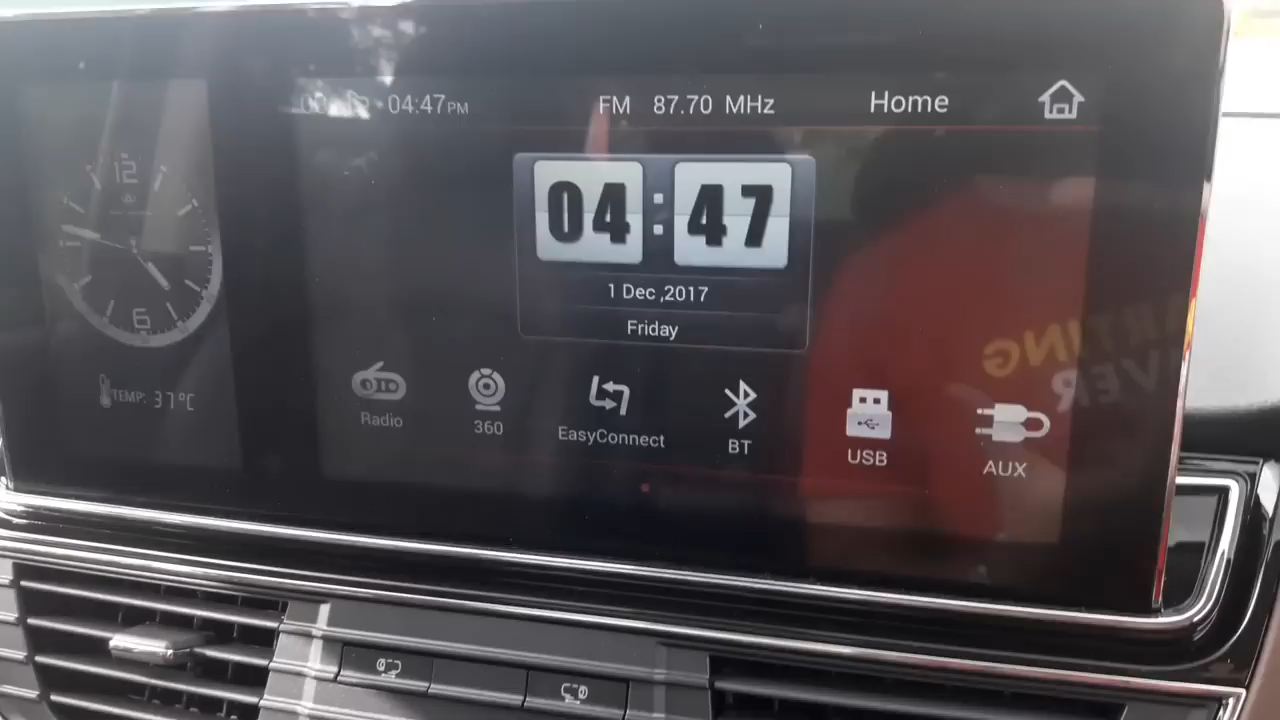 04:47PM
FM 87.70 MHz
Home
12
6
TEMP: 37°C
04:47
1 Dec ,2017
Friday
Radio
360
EasyConnect
BT
USB
AUX